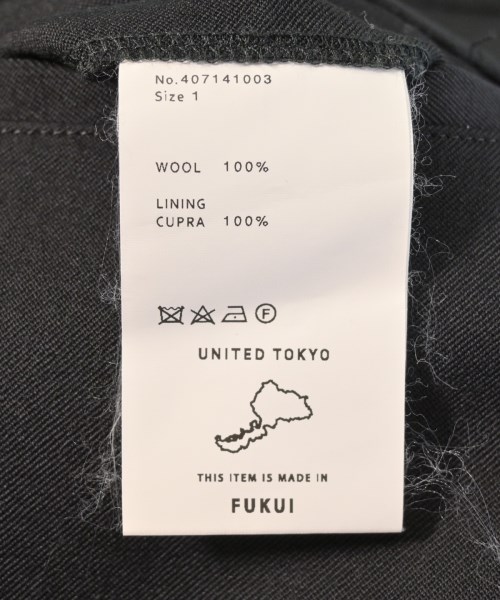 No.407141003
Size 1
WOOL 100%
LINING
CUPRA 100%
F
UNITED TOKYO
THIS ITEM IS MADE IN
FUKUI